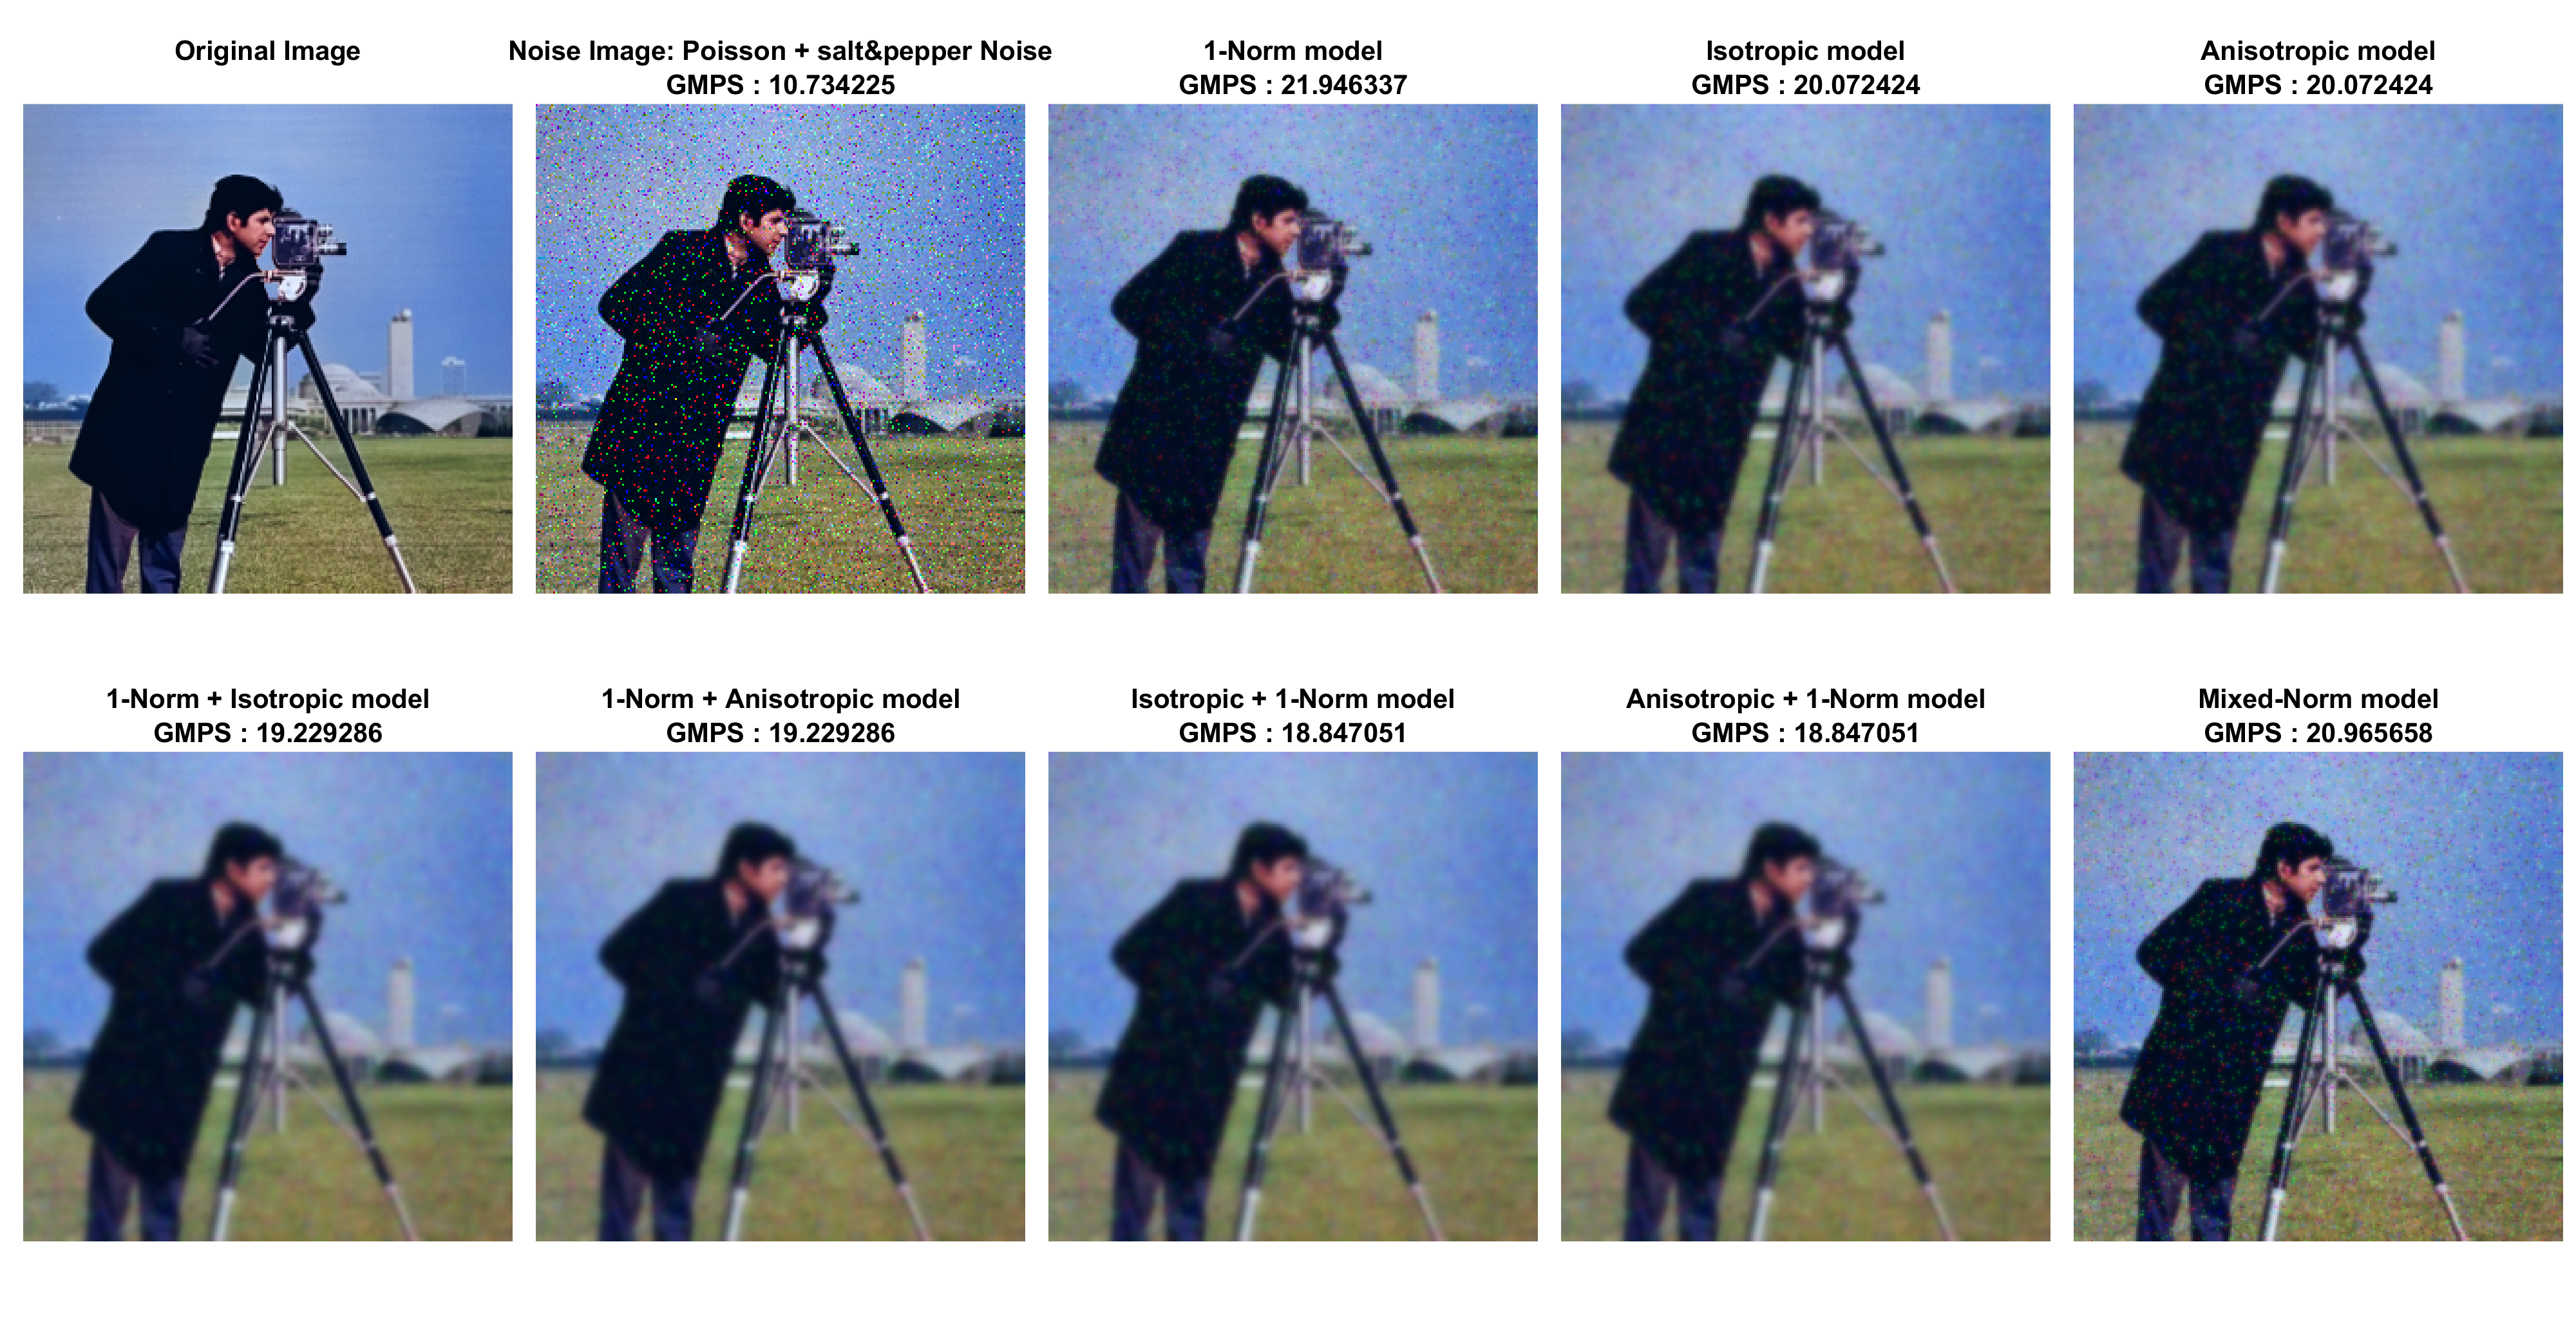 Original Image
Noise Image: Poisson + salt&pepper Noise
GMPS : 10.734225
1-Norm model
GMPS : 21.946337
Isotropic model
GMPS : 20.072424
Anisotropic model
GMPS : 20.072424
1-Norm + Isotropic model
GMPS : 19.229286
1-Norm + Anisotropic model
GMPS : 19.229286
Isotropic + 1-Norm model
GMPS : 18.847051
Anisotropic + 1-Norm model
GMPS : 18.847051
Mixed-Norm model
GMPS : 20.965658